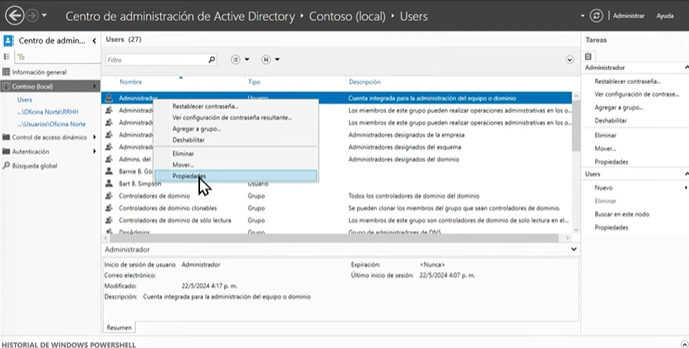 Centro de administración de Active Directory • Contoso (local) • Users
Administrar
Ayuda
Centro de admin...
Información general
Contoso (local)
Users
...\Oficina Norte\RRHH
...\Usuarios\Oficina Norte
Control de acceso dinámico
Autenticación
Búsqueda global
Users (27)
Filtro
Nombre Tipo Descripción
Administrador Usuario Cuenta integrada para la administración del equipo o dominio
Los miembros de este grupo pueden realizar operaciones administrativas en los o...
Los miembros de este grupo pueden realizar operaciones administrativas en los o...
Administradores designados de la empresa
Administradores designados del esquema
Admins. del Administradores designados del dominio
Barnie B. Gó
Bart B. Simpson Usuario
Controladores de dominio Grupo Todos los controladores de dominio del dominio.
Controladores de dominio clonables Grupo Se pueden clonar los miembros del grupo que sean controladores de dominio.
Controladores de dominio de sólo lectura Grupo Los miembros de este grupo son controladores de dominio de solo lectura en el...
DnsAdmins Grupo Grupo de administradores de DNS
Restablecer contraseña...
Ver configuración de contraseña resultante...
Agregar a grupo...
Deshabilitar
Eliminar
Mover...
Propiedades
Administrador
Inicio de sesión de usuario Administrador Expiración: <Nunca>
Correo electrónico: Último inicio de sesión: 22/5/2024 4:07 p. m.
Modificado: 22/5/2024 4:17 p. m.
Descripción: Cuenta integrada para la administración del equipo o dominio
Resumen
Tareas
Administrador
Restablecer contraseña...
Ver configuración de contrase...
Agregar a grupo...
Deshabilitar
Eliminar
Mover...
Propiedades
Users
Nuevo
Eliminar
Buscar en este nodo
Propiedades
HISTORIAL DE WINDOWS POWERSHELL